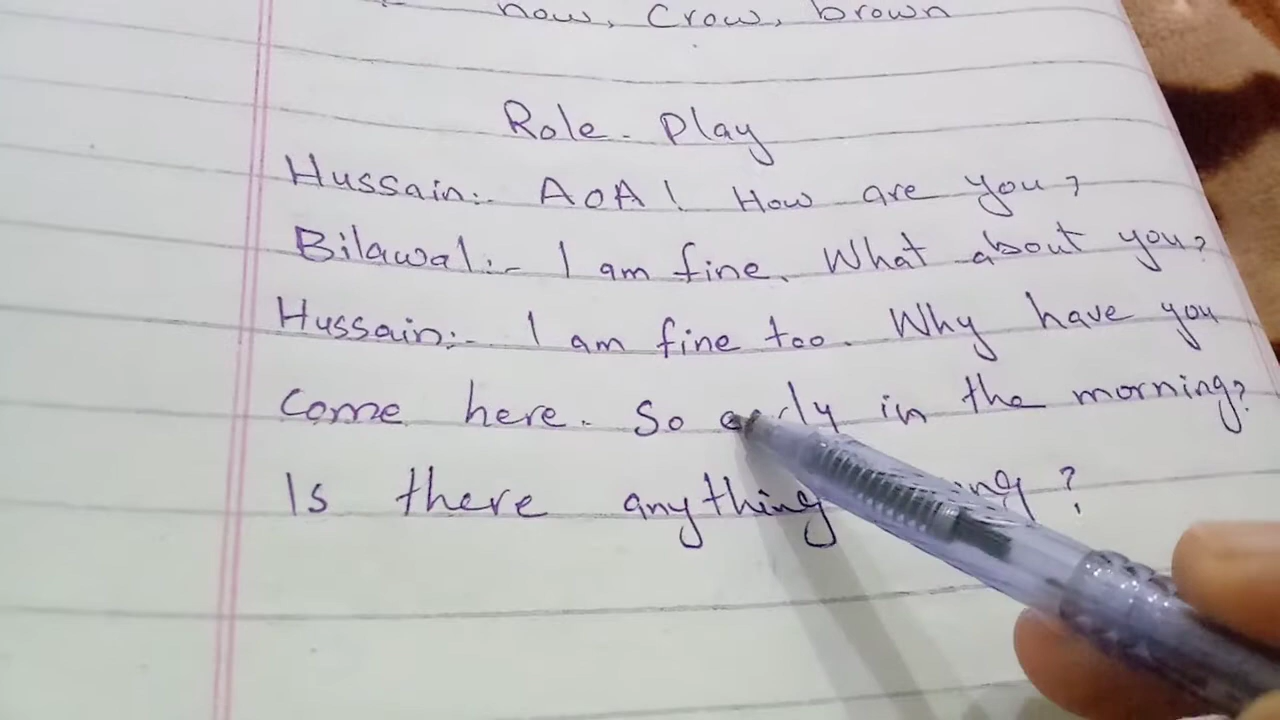 now, Crow, brown
Role - Play
Hussain:- AOA! How are you?
Bilawal:- I am fine. What about you?
Hussain:- I am fine too. Why have you
come here. So early in the morning?
Is there anything